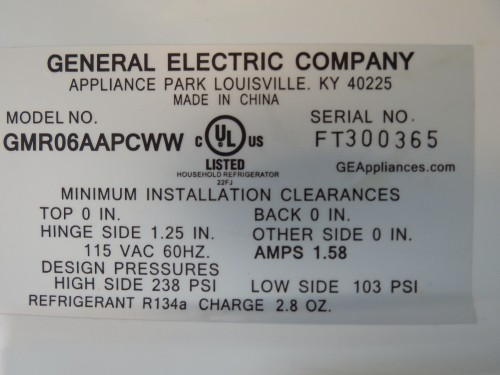 GENERAL ELECTRIC COMPANY
APPLIANCE PARK LOUISVILLE. KY 40225
MADE IN CHINA
MODEL NO. SERIAL NO.
GMR06AAPCWW C UL US FT300365
LISTED GEAppliances.com
HOUSEHOLD REFRIGERATOR
22FJ
MINIMUM INSTALLATION CLEARANCES
TOP 0 IN. BACK 0 IN.
HINGE SIDE 1.25 IN. OTHER SIDE 0 IN.
115 VAC 60HZ. AMPS 1.58
DESIGN PRESSURES
HIGH SIDE 238 PSI LOW SIDE 103 PSI
REFRIGERANT R134a CHARGE 2.8 OZ.